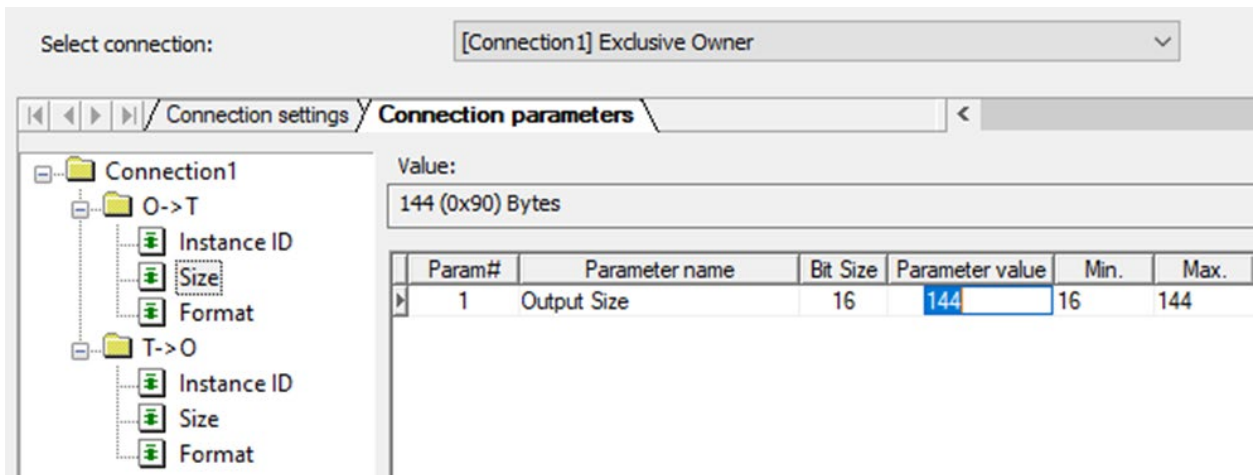 Select connection:
[Connection1] Exclusive Owner
Connection settings
Connection parameters
Connection1
O->T
Instance ID
Size
Format
T->O
Instance ID
Size
Format
Value:
144 (0x90) Bytes
Param# Parameter name Bit Size Parameter value Min. Max.
1 Output Size 16 144 16 144